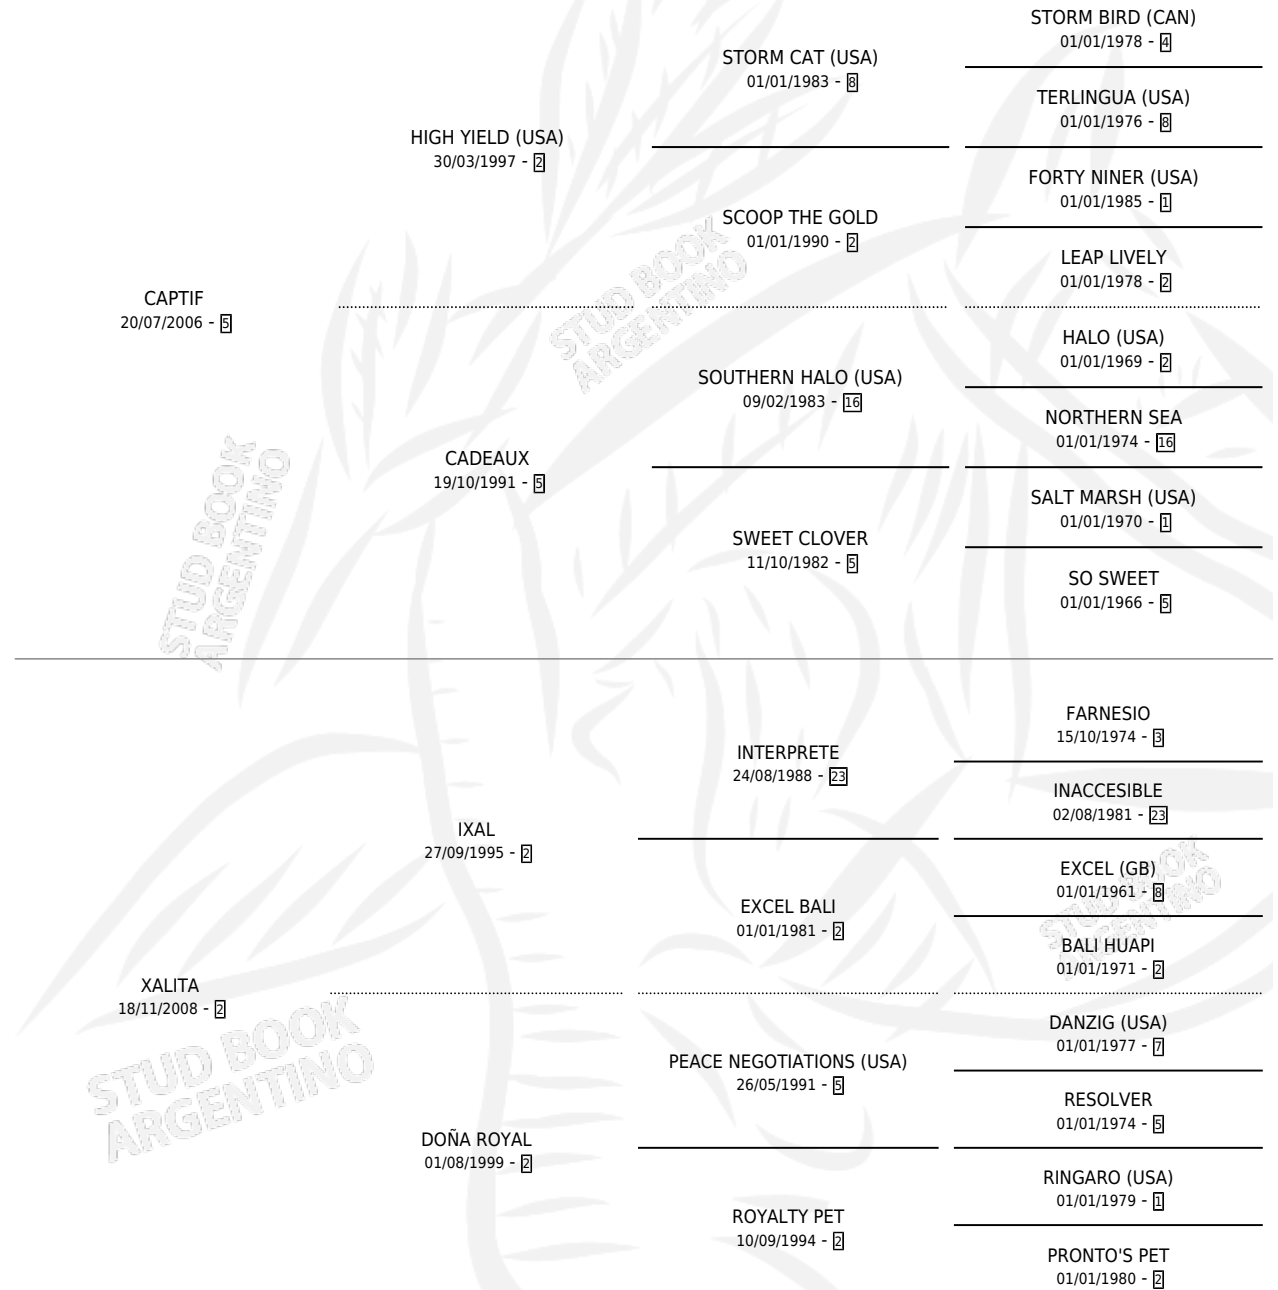 STORM BIRD (CAN)
01/01/1978 - 4
STORM CAT (USA)
01/01/1983 - 8
TERLINGUA (USA)
01/01/1976 - 8
HIGH YIELD (USA)
30/03/1997 - 2
FORTY NINER (USA)
01/01/1985 - 1
SCOOP THE GOLD
01/01/1990 - 2
LEAP LIVELY
01/01/1978 - 2
CAPTIF
20/07/2006 - 5
HALO (USA)
01/01/1969 - 2
SOUTHERN HALO (USA)
09/02/1983 - 16
NORTHERN SEA
01/01/1974 - 16
CADEAUX
19/10/1991 - 5
SALT MARSH (USA)
01/01/1970 - 1
SWEET CLOVER
11/10/1982 - 5
SO SWEET
01/01/1966 - 5
STUD BOOK
ARGENTINO
STUD BOOK
ARGENTINO
FARNESIO
15/10/1974 - 3
INTERPRETE
24/08/1988 - 23
INACCESIBLE
02/08/1981 - 23
IXAL
27/09/1995 - 2
EXCEL (GB)
01/01/1961 - 8
EXCEL BALI
01/01/1981 - 2
BALI HUAPI
01/01/1971 - 2
STUD BOOK
ARGENTINO
XALITA
18/11/2008 - 2
DANZIG (USA)
01/01/1977 - 7
PEACE NEGOTIATIONS (USA)
26/05/1991 - 5
RESOLVER
01/01/1974 - 5
STUD BOOK
ARGENTINO
DOÑA ROYAL
01/08/1999 - 2
RINGARO (USA)
01/01/1979 - 1
ROYALTY PET
10/09/1994 - 2
PRONTO'S PET
01/01/1980 - 2